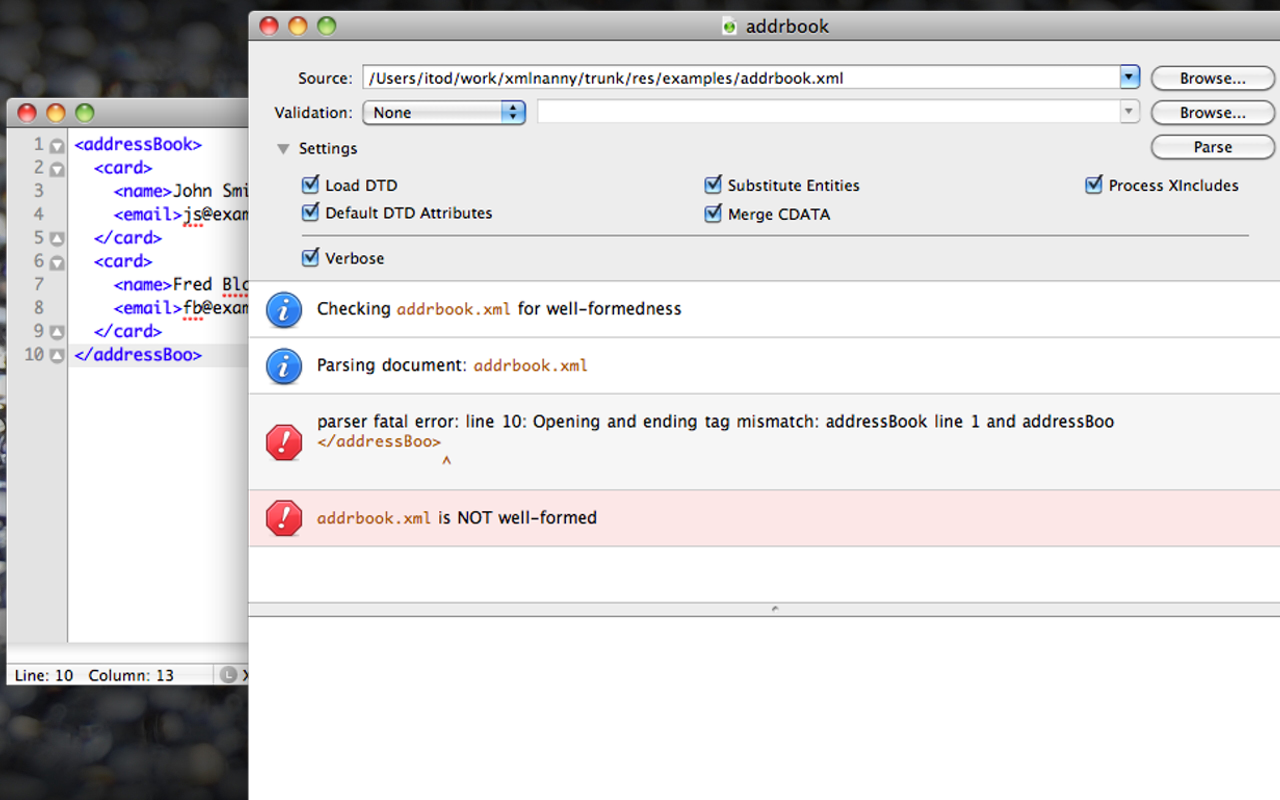 addrbook
Source: /Users/itod/work/xmlnanny/trunk/res/examples/addrbook.xml Browse...
Validation: None Browse...
Settings Parse
Load DTD Substitute Entities Process XIncludes
Default DTD Attributes Merge CDATA
Verbose
Checking addrbook.xml for well-formedness
Parsing document: addrbook.xml
parser fatal error: line 10: Opening and ending tag mismatch: addressBook line 1 and addressBoo
</addressBoo>
^
addrbook.xml is NOT well-formed
1 <addressBook>
2 <card>
3 <name>John Smi
4 <email>js@exam
5 </card>
6 <card>
7 <name>Fred Blo
8 <email>fb@exam
9 </card>
10 </addressBoo>
Line: 10 Column: 13 L